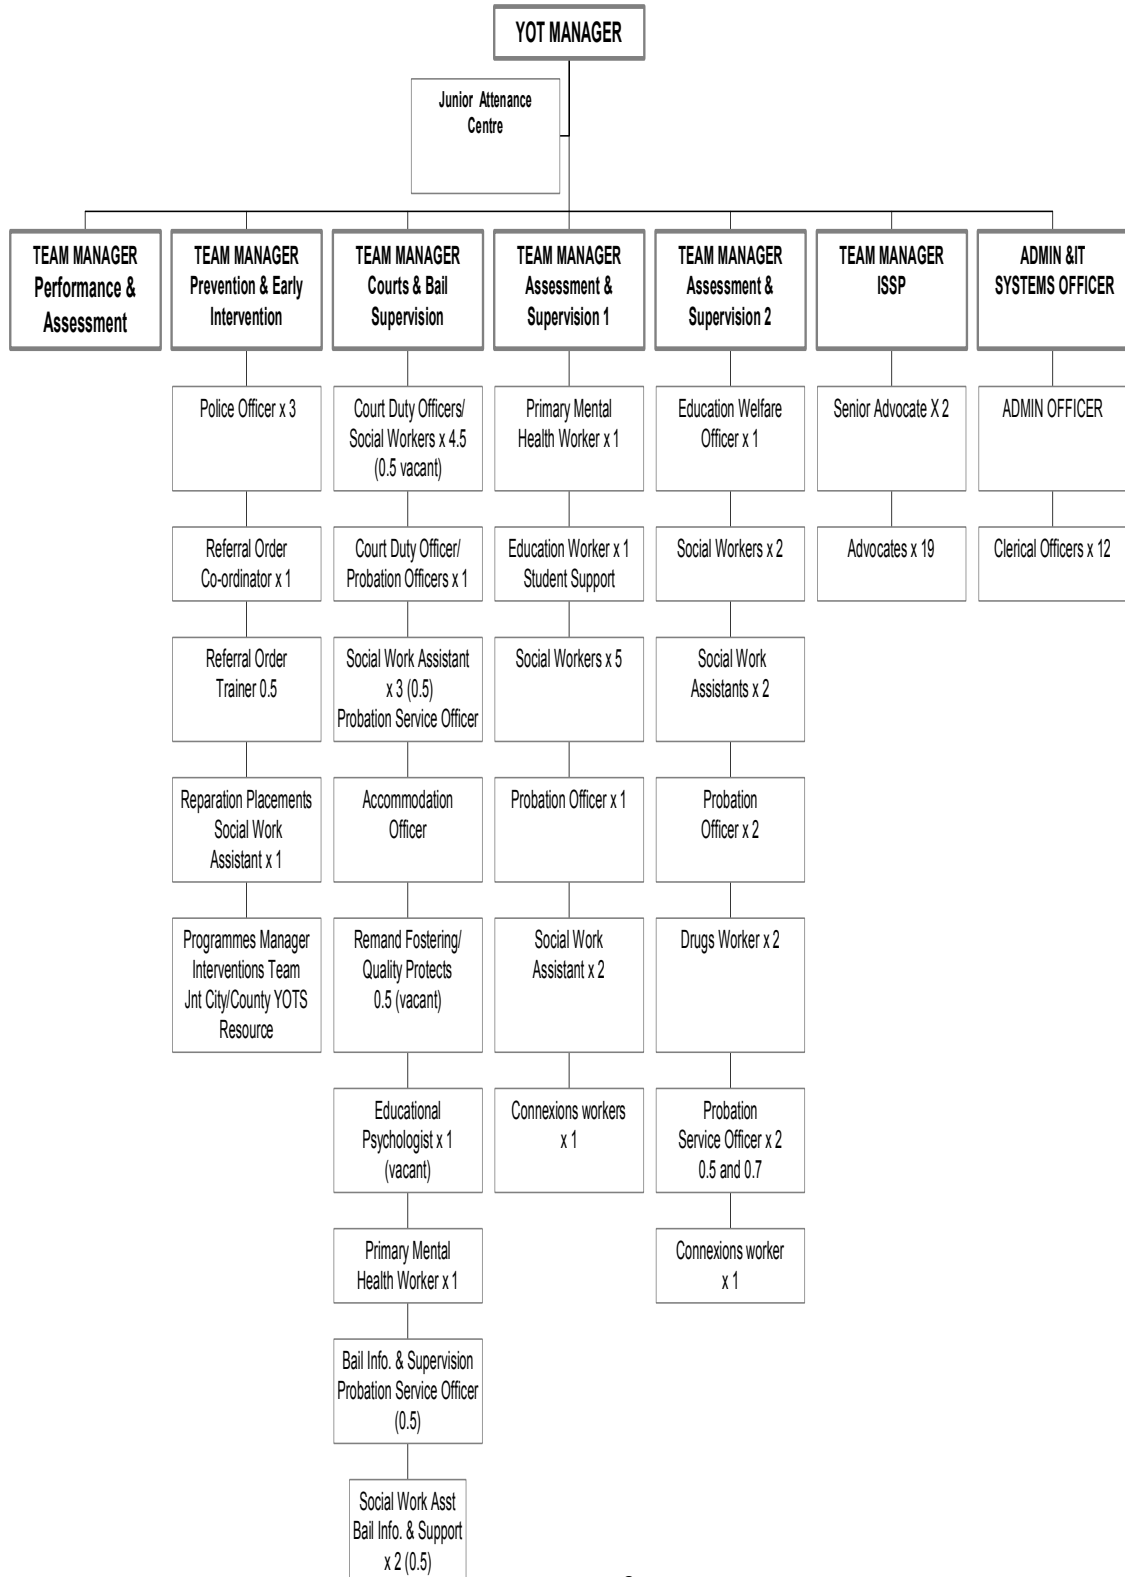 YOT MANAGER
Junior Attenance
Centre
TEAM MANAGER
Performance &
Assessment
TEAM MANAGER
Prevention & Early
Intervention
TEAM MANAGER
Courts & Bail
Supervision
TEAM MANAGER
Assessment &
Supervision 1
TEAM MANAGER
Assessment &
Supervision 2
TEAM MANAGER
ISSP
ADMIN &IT
SYSTEMS OFFICER
Police Officer x 3
Court Duty Officers/
Social Workers x 4.5
(0.5 vacant)
Primary Mental
Health Worker x 1
Education Welfare
Officer x 1
Senior Advocate X 2
ADMIN OFFICER
Referral Order
Co-ordinator x 1
Court Duty Officer/
Probation Officers x 1
Education Worker x 1
Student Support
Social Workers x 2
Advocates x 19
Clerical Officers x 12
Referral Order
Trainer 0.5
Social Work Assistant
x 3 (0.5)
Probation Service Officer
Social Workers x 5
Social Work
Assistants x 2
Reparation Placements
Social Work
Assistant x 1
Accommodation
Officer
Probation Officer x 1
Probation
Officer x 2
Programmes Manager
Interventions Team
Jnt City/County YOTS
Resource
Remand Fostering/
Quality Protects
0.5 (vacant)
Social Work
Assistant x 2
Drugs Worker x 2
Educational
Psychologist x 1
(vacant)
Connexions workers
x 1
Probation
Service Officer x 2
0.5 and 0.7
Primary Mental
Health Worker x 1
Connexions worker
x 1
Bail Info. & Supervision
Probation Service Officer
(0.5)
Social Work Asst
Bail Info. & Support
x 2 (0.5)